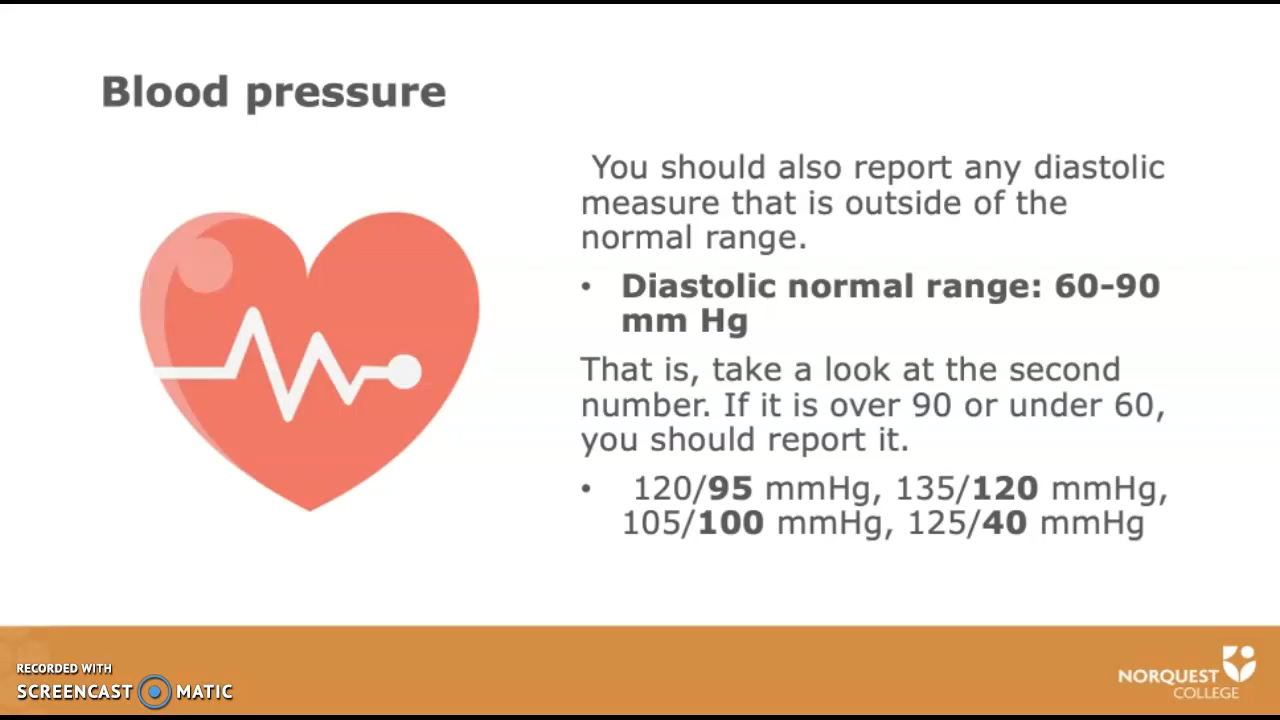 Blood pressure
You should also report any diastolic
measure that is outside of the
normal range.
• Diastolic normal range: 60-90
mm Hg
That is, take a look at the second
number. If it is over 90 or under 60,
you should report it.
• 120/95 mmHg, 135/120 mmHg,
105/100 mmHg, 125/40 mmHg
RECORDED WITH
SCREENCAST MATIC
NORQUEST
COLLEGE